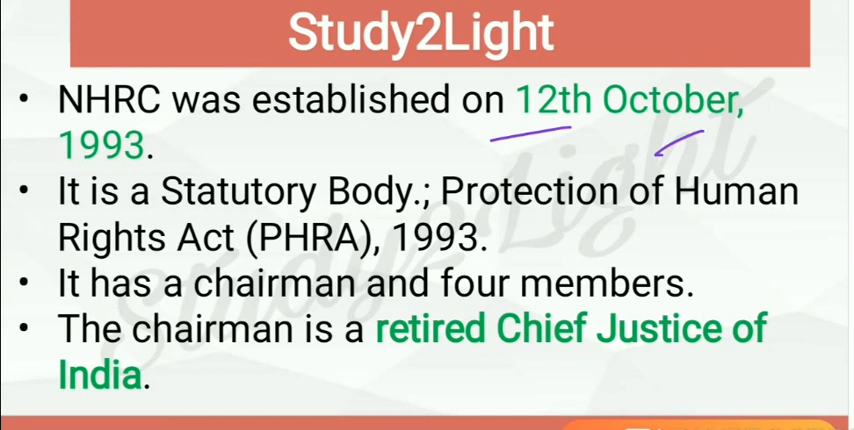 Study2Light
• NHRC was established on 12th October,
1993.
• It is a Statutory Body.; Protection of Human
Rights Act (PHRA), 1993.
• It has a chairman and four members.
• The chairman is a retired Chief Justice of
India.
Study2Light